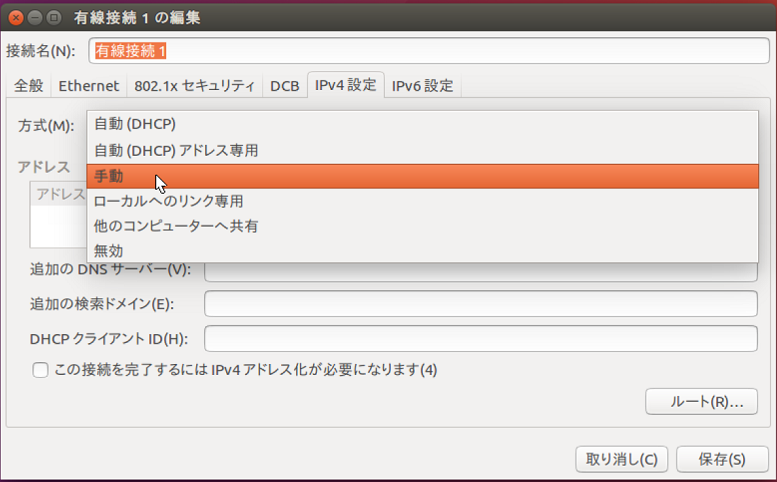 有線接続 1 の編集
接続名(N): 有線接続 1
全般 Ethernet 802.1x セキュリティ DCB IPv4 設定 IPv6 設定
方式(M):
自動 (DHCP)
自動 (DHCP) アドレス専用
手動
ローカルへのリンク専用
他のコンピューターへ共有
無効
アドレス
アドレス
追加の DNS サーバー(V):
追加の検索ドメイン(E):
DHCP クライアント ID(H):
この接続を完了するには IPv4 アドレス化が必要になります(4)
ルート(R)...
取り消し(C) 保存(S)